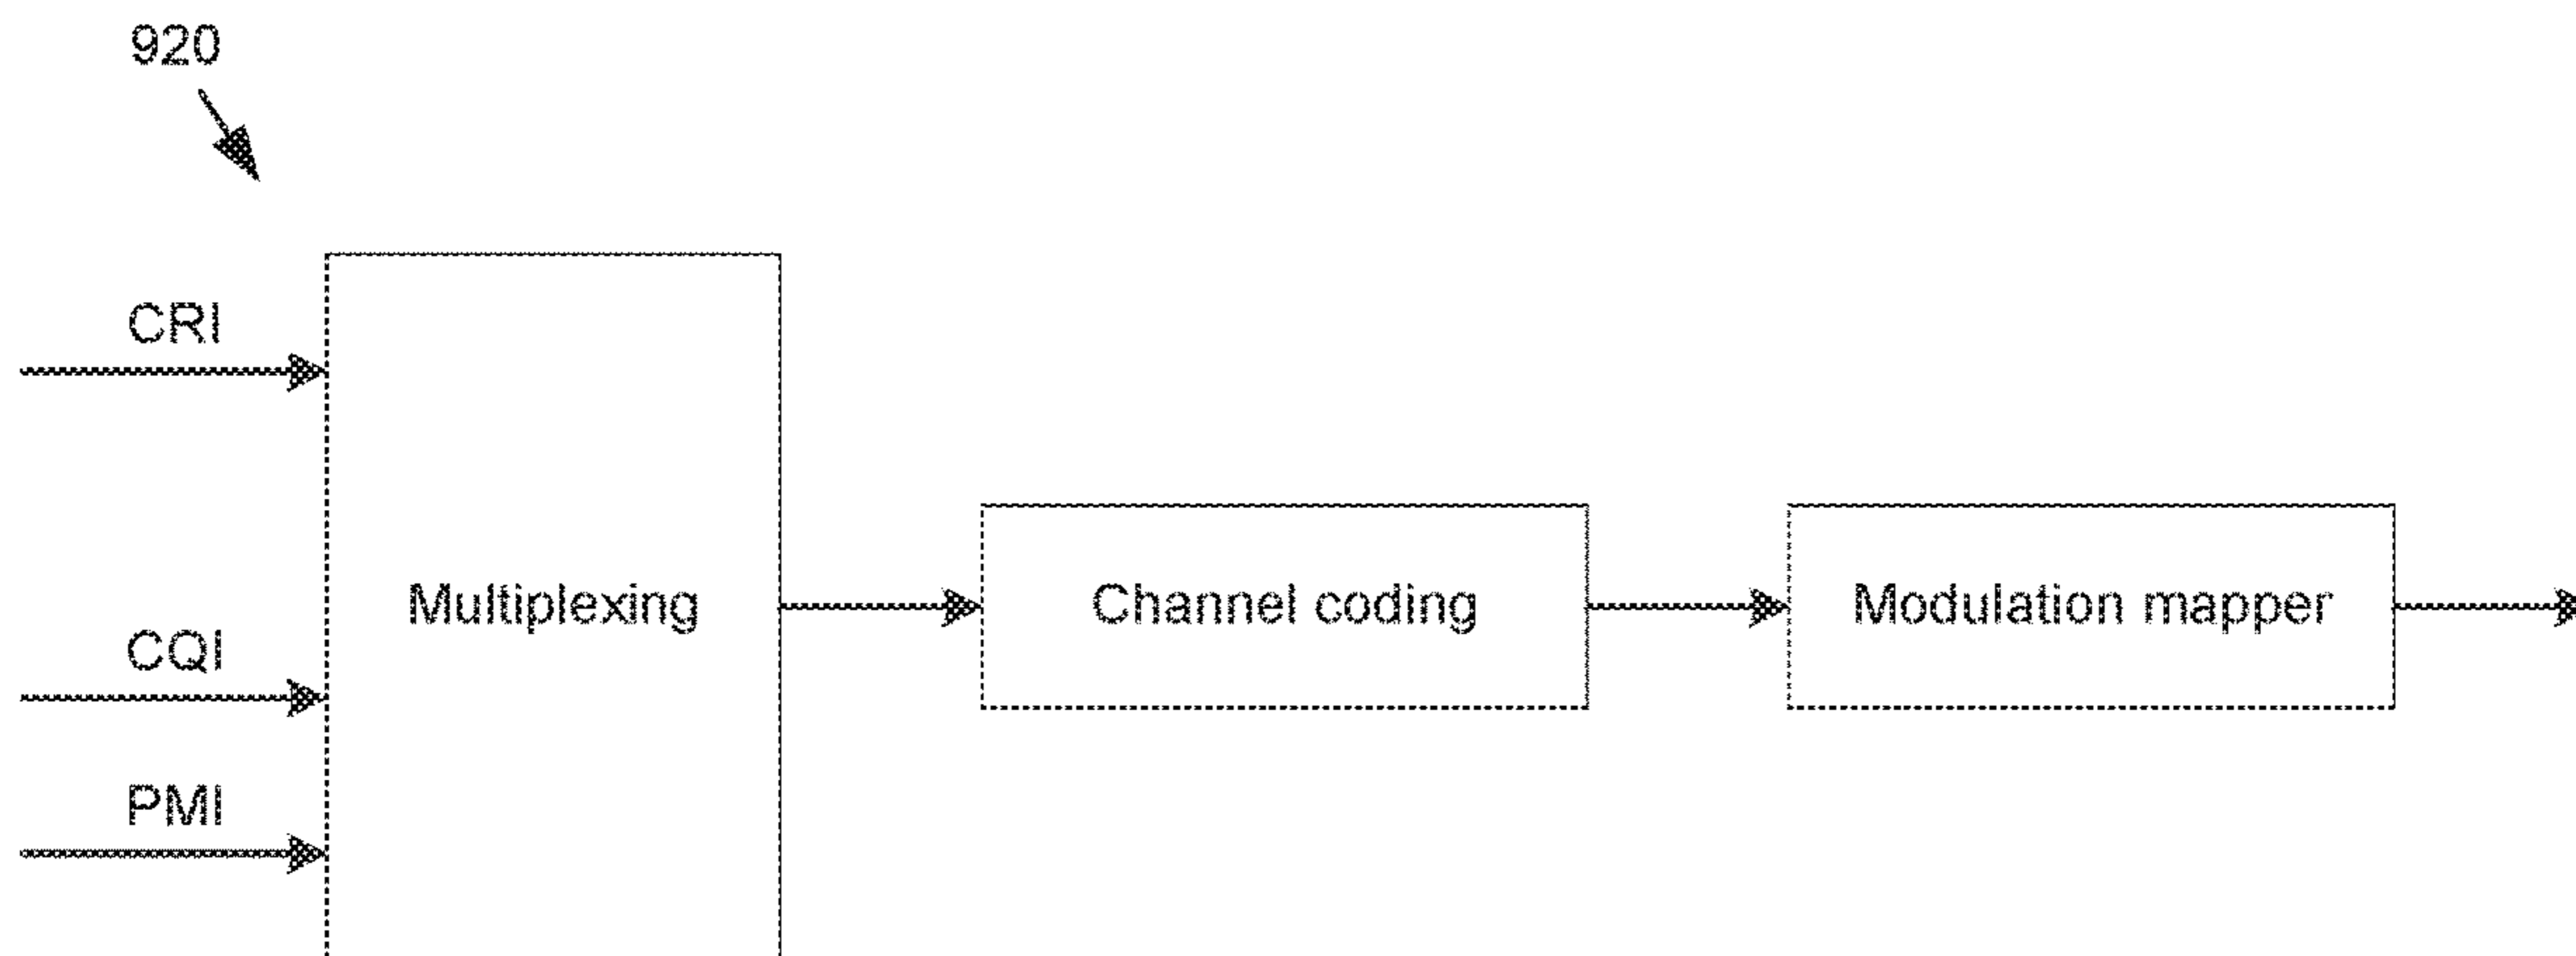 920
CRI
CQI
PMI
Multiplexing
Channel coding
Modulation mapper